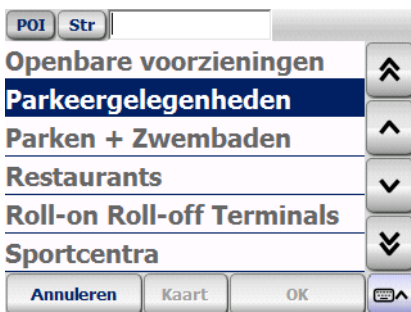 POI Str
Openbare voorzieningen
Parkeergelegenheden
Parken + Zwembaden
Restaurants
Roll-on Roll-off Terminals
Sportcentra
Annuleren Kaart OK